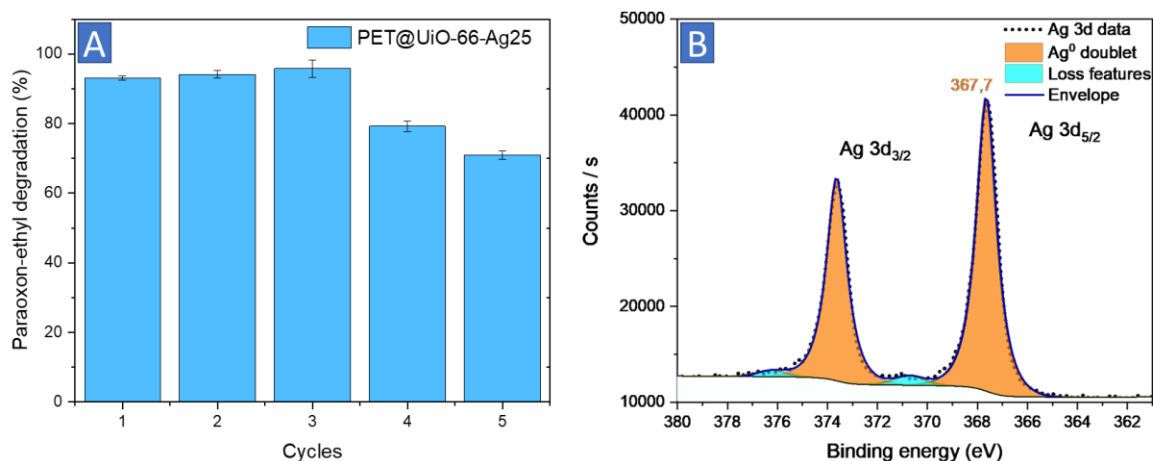 A
PET@UiO-66-Ag25
100
80
60
40
20
0
1 2 3 4 5
Cycles
Paraoxon-ethyl degradation (%)
B
50000
40000
30000
20000
10000
Counts / s
Ag 3d data
Ag⁰ doublet
Loss features
Envelope
367,7
Ag 3d₅/₂
Ag 3d₃/₂
380 378 376 374 372 370 368 366 364 362
Binding energy (eV)